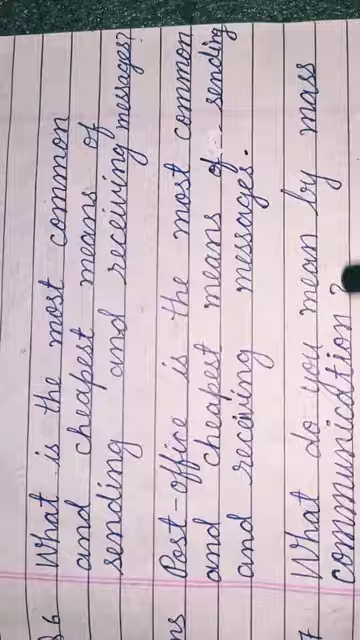 6 What is the most common
and cheapest means of
sending and receiving messages?
ns Post-office is the most common
and cheapest means of sending
and receiving messages.
What do you mean by mass
communication?